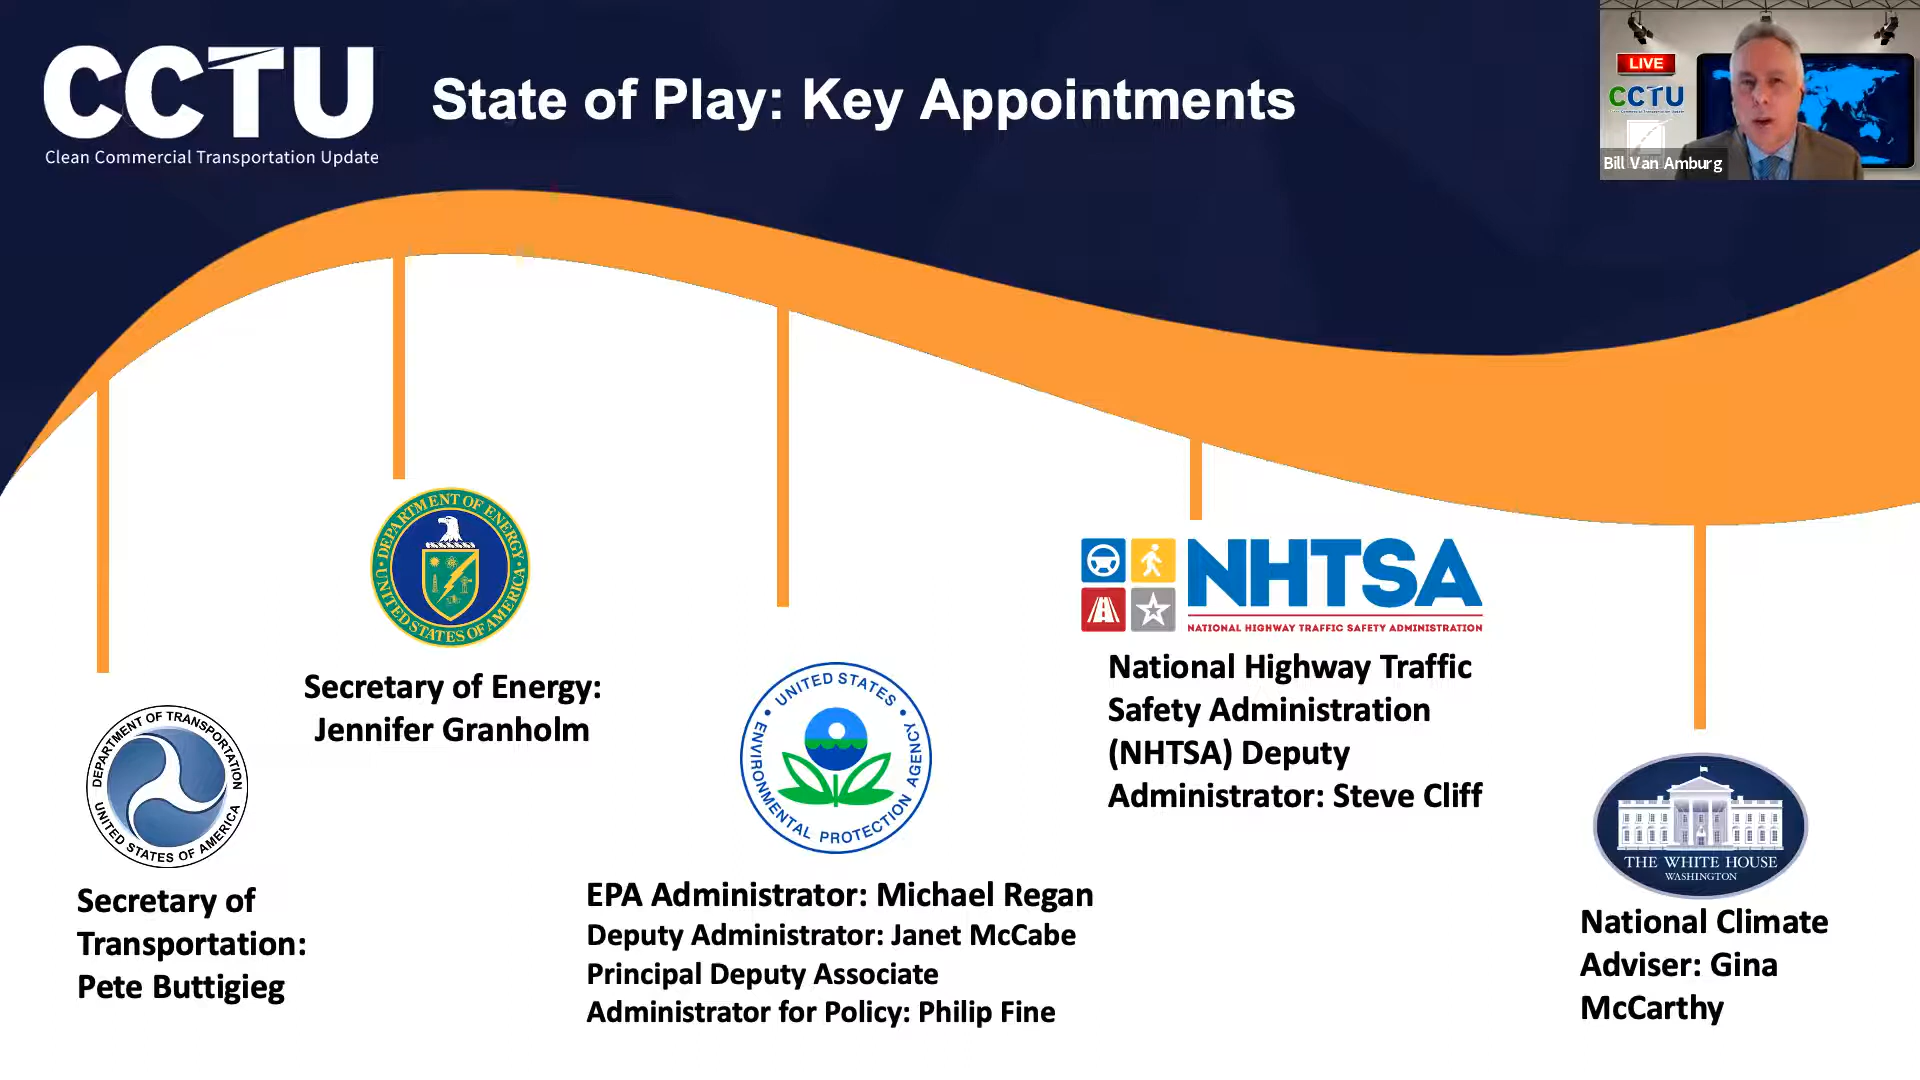 CCTU
Clean Commercial Transportation Update
State of Play: Key Appointments
LIVE
CCTU
Bill Van Amburg
DEPARTMENT OF TRANSPORTATION
UNITED STATES OF AMERICA
Secretary of
Transportation:
Pete Buttigieg
DEPARTMENT OF ENERGY
UNITED STATES OF AMERICA
Secretary of Energy:
Jennifer Granholm
UNITED STATES
ENVIRONMENTAL PROTECTION AGENCY
EPA Administrator: Michael Regan
Deputy Administrator: Janet McCabe
Principal Deputy Associate
Administrator for Policy: Philip Fine
NHTSA
NATIONAL HIGHWAY TRAFFIC SAFETY ADMINISTRATION
National Highway Traffic
Safety Administration
(NHTSA) Deputy
Administrator: Steve Cliff
THE WHITE HOUSE
WASHINGTON
National Climate
Adviser: Gina
McCarthy